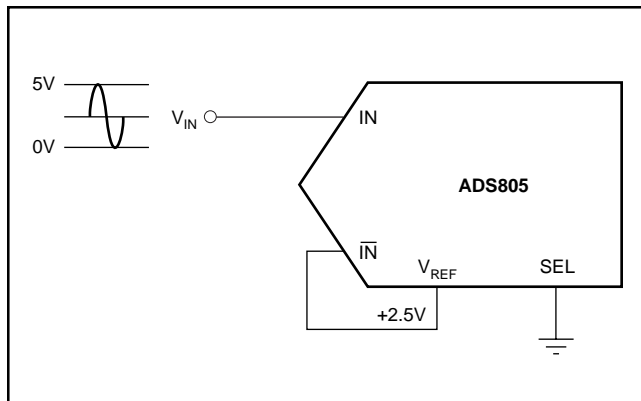 5V
0V
V_IN
IN
ADS805
I̅N̅
V_REF
SEL
+2.5V